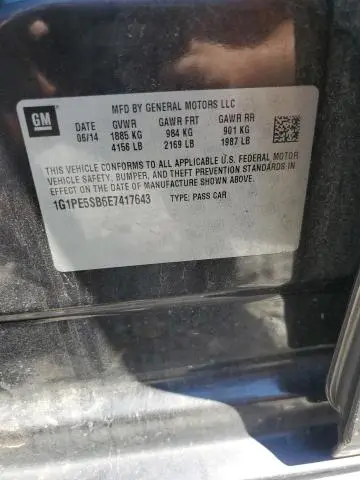 GM
MFD BY GENERAL MOTORS LLC
DATE GVWR GAWR FRT GAWR RR
06/14 1885 KG 984 KG 901 KG
4156 LB 2169 LB 1987 LB
THIS VEHICLE CONFORMS TO ALL APPLICABLE U.S. FEDERAL MOTOR
VEHICLE SAFETY, BUMPER, AND THEFT PREVENTION STANDARDS IN
EFFECT ON THE DATE OF MANUFACTURE SHOWN ABOVE.
1G1PE5SB6E7417643 TYPE: PASS CAR